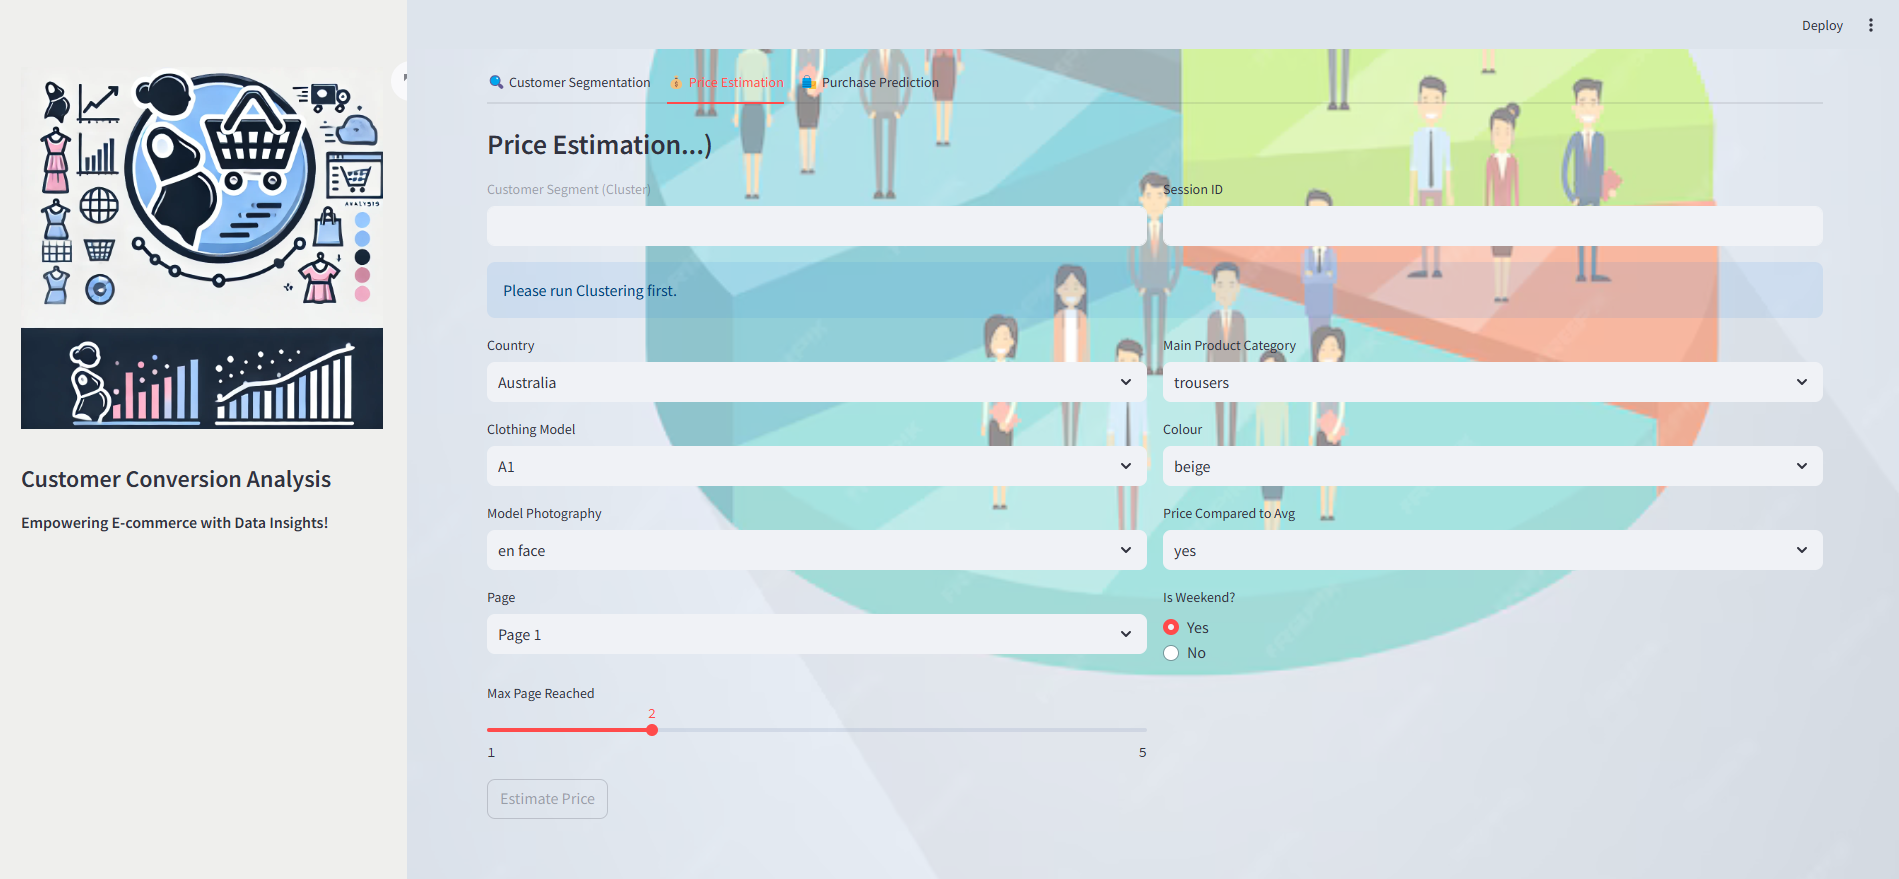 Deploy
ANALYSIS
Customer Conversion Analysis
Empowering E-commerce with Data Insights!
Customer Segmentation
Price Estimation
Purchase Prediction
Price Estimation...)
Customer Segment (Cluster)
Session ID
Please run Clustering first.
Country
Main Product Category
Australia
trousers
Clothing Model
Colour
A1
beige
Model Photography
Price Compared to Avg
en face
yes
Page
Is Weekend?
Page 1
Yes
No
Max Page Reached
2
1
5
Estimate Price